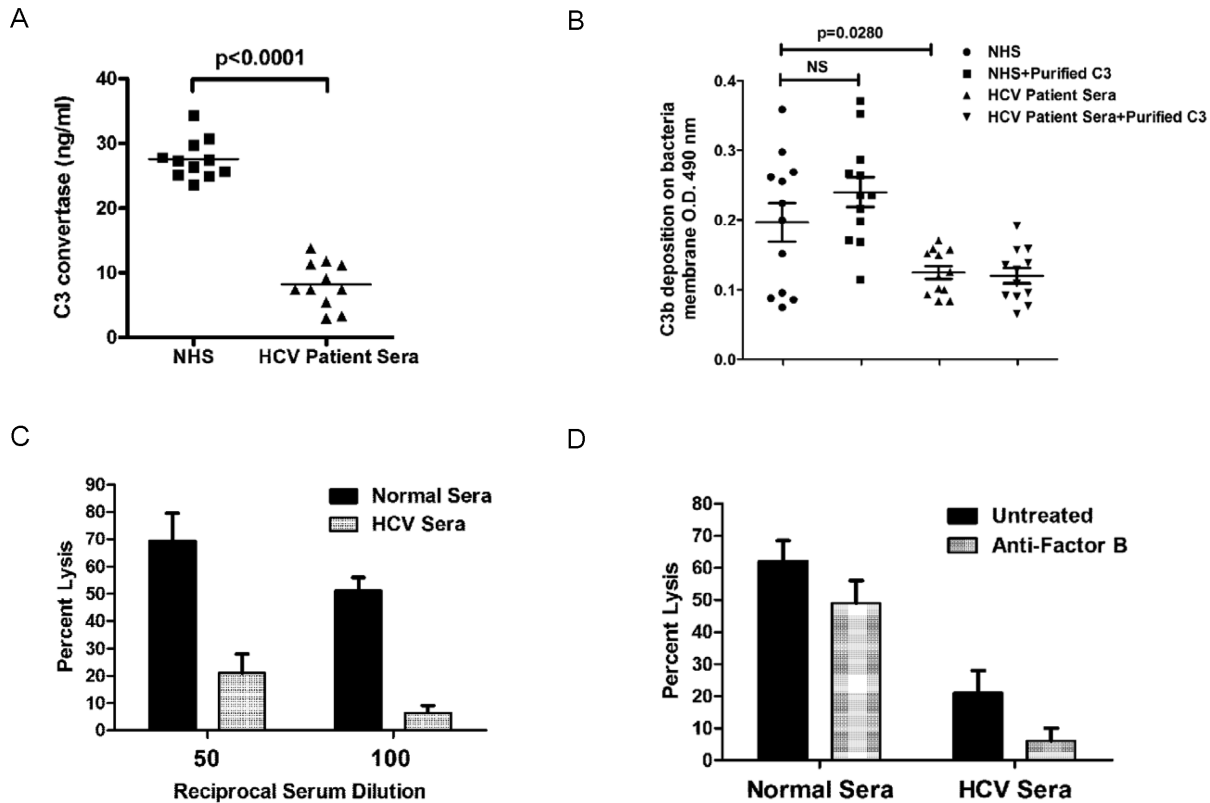 A
p<0.0001
40
30
20
10
0
C3 convertase (ng/ml)
NHS HCV Patient Sera
B
p=0.0280
NS
NHS
NHS+Purified C3
HCV Patient Sera
HCV Patient Sera+Purified C3
0.4
0.3
0.2
0.1
0.0
C3b deposition on bacteria
membrane O.D. 490 nm
C
Normal Sera
HCV Sera
90
80
70
60
50
40
30
20
10
0
Percent Lysis
50 100
Reciprocal Serum Dilution
D
Untreated
Anti-Factor B
80
70
60
50
40
30
20
10
0
Percent Lysis
Normal Sera HCV Sera